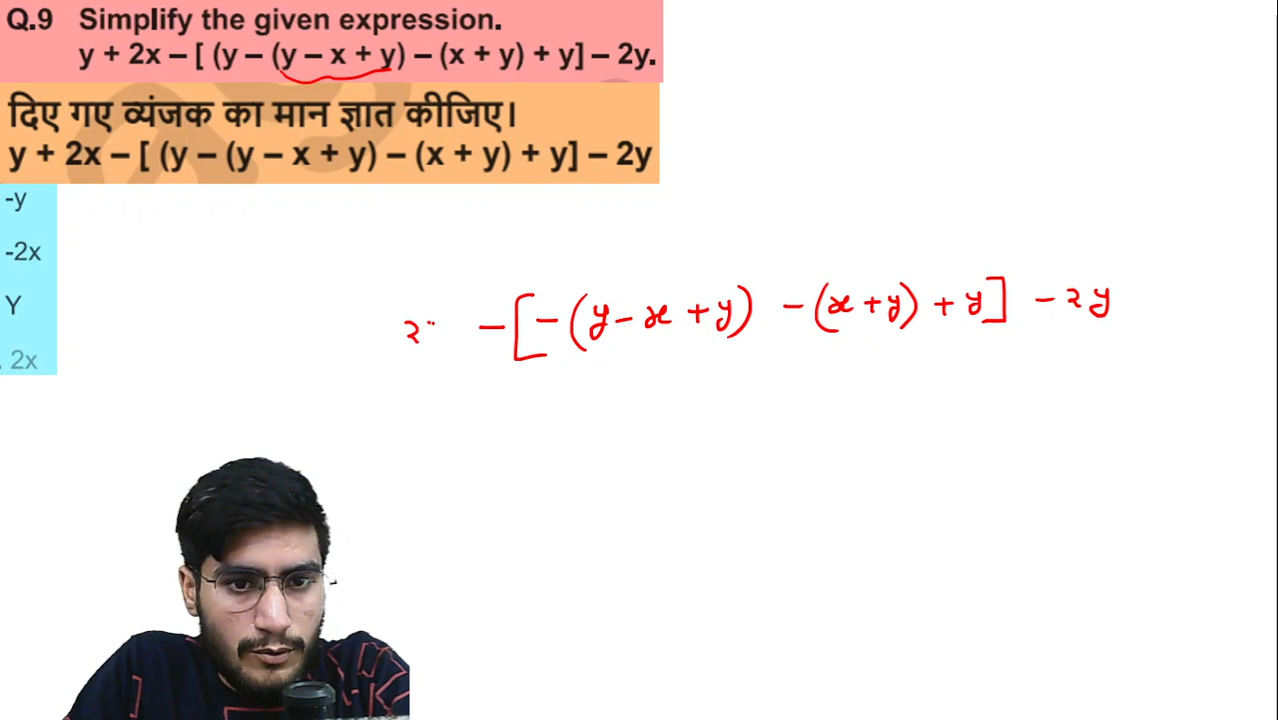 Q.9 Simplify the given expression.
y + 2x – [ (y – (y – x + y) – (x + y) + y] – 2y.
दिए गए व्यंजक का मान ज्ञात कीजिए।
y + 2x – [ (y – (y – x + y) – (x + y) + y] – 2y
-y
-2x
Y
2x
2 - [ - (y - x + y) - (x + y) + y ] - 2y